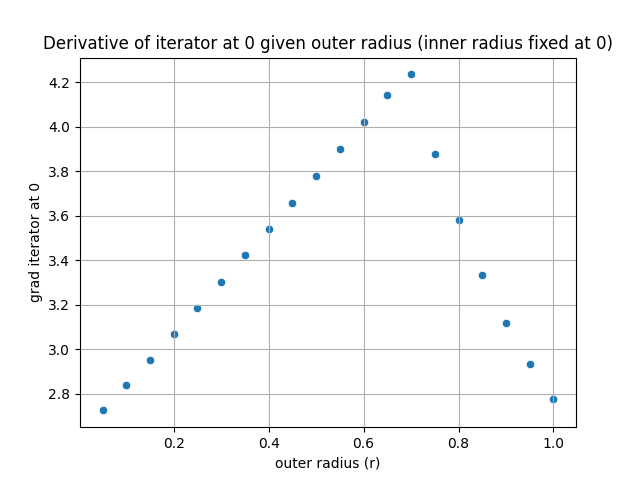 Derivative of iterator at 0 given outer radius (inner radius fixed at 0)
grad iterator at 0
4.2
4.0
3.8
3.6
3.4
3.2
3.0
2.8
0.2 0.4 0.6 0.8 1.0
outer radius (r)